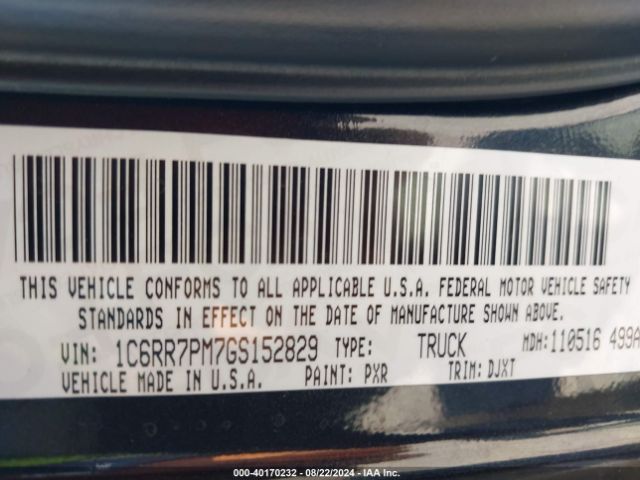 THIS VEHICLE CONFORMS TO ALL APPLICABLE U.S.A. FEDERAL MOTOR VEHICLE SAFETY
STANDARDS IN EFFECT ON THE DATE OF MANUFACTURE SHOWN ABOVE.
VIN: 1C6RR7PM7GS152829 TYPE: TRUCK MDH:110516 499A
VEHICLE MADE IN U.S.A. PAINT: PXR TRIM: DJXT
000-40170232 - 08/22/2024 - IAA Inc.